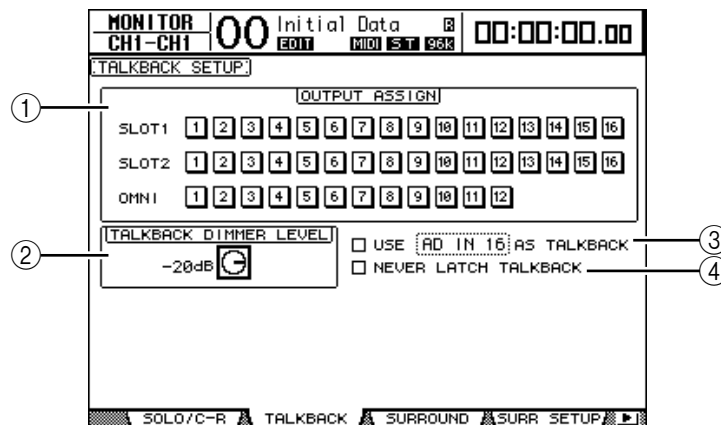 MONITOR 00 Initial Data R 00:00:00.00
CH1-CH1 EDIT MIDI S.T 96K
TALKBACK SETUP
① OUTPUT ASSIGN
SLOT1 1 2 3 4 5 6 7 8 9 10 11 12 13 14 15 16
SLOT2 1 2 3 4 5 6 7 8 9 10 11 12 13 14 15 16
OMNI 1 2 3 4 5 6 7 8 9 10 11 12
② TALKBACK DIMMER LEVEL
-20dB
USE AD IN 16 AS TALKBACK ③
NEVER LATCH TALKBACK ④
SOLO/C-R TALKBACK SURROUND SURR SETUP